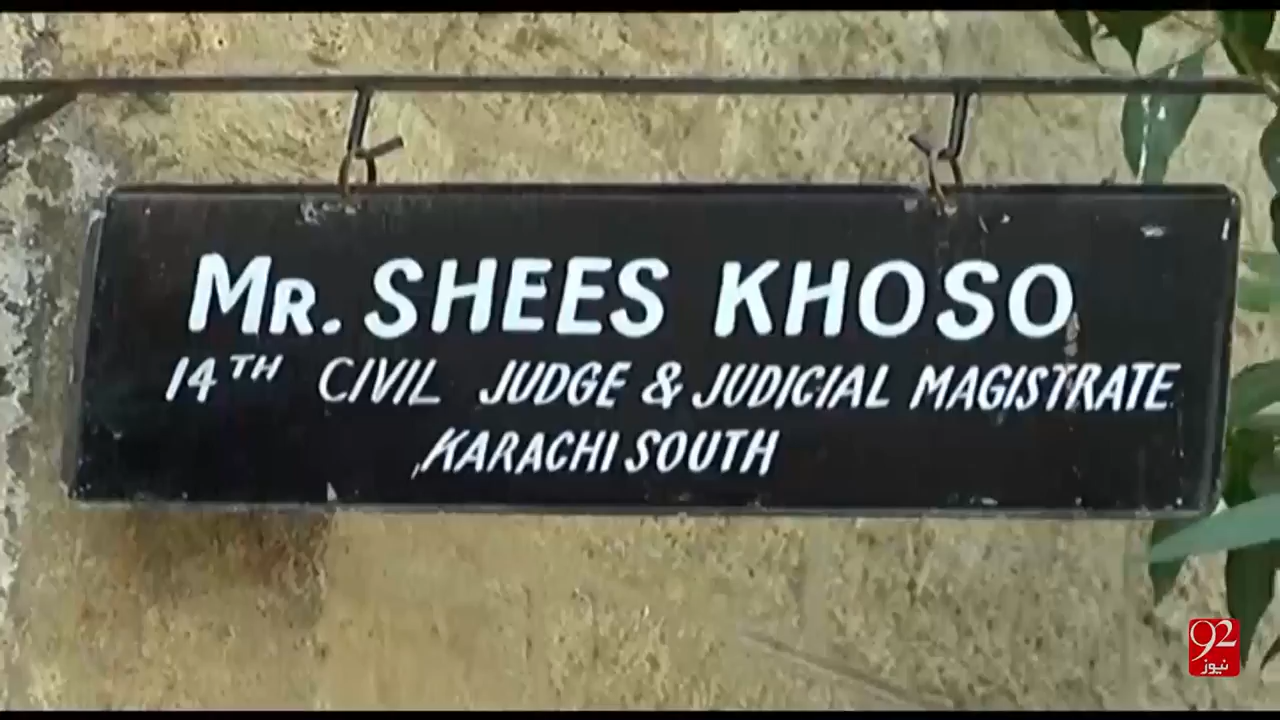 MR. SHEES KHOSO
14TH CIVIL JUDGE & JUDICIAL MAGISTRATE
KARACHI SOUTH
92
نیوز